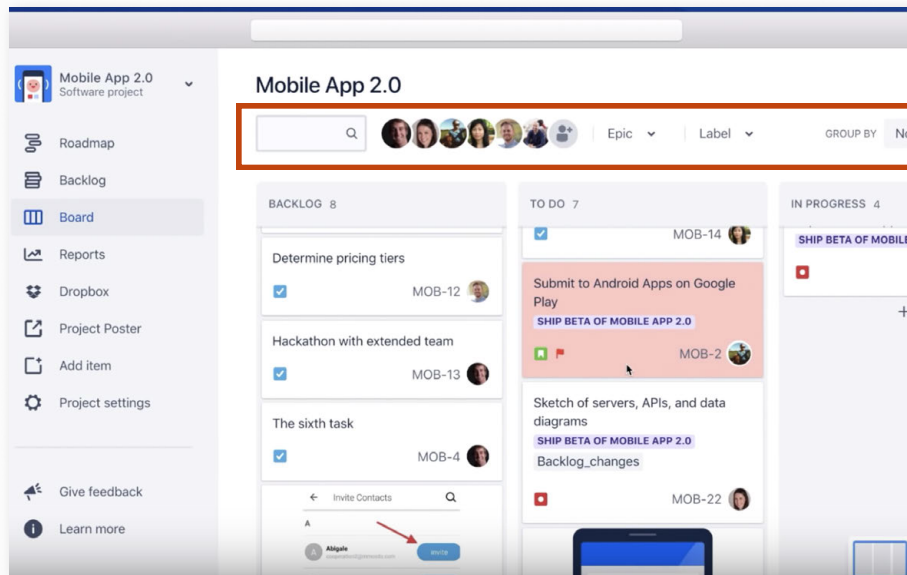 Mobile App 2.0
Software project
Roadmap
Backlog
Board
Reports
Dropbox
Project Poster
Add item
Project settings
Give feedback
Learn more
Mobile App 2.0
Epic
Label
GROUP BY
BACKLOG 8
Determine pricing tiers
MOB-12
Hackathon with extended team
MOB-13
The sixth task
MOB-4
Invite Contacts
A
A
Abigale
INVITE
TO DO 7
MOB-14
Submit to Android Apps on Google
Play
SHIP BETA OF MOBILE APP 2.0
MOB-2
Sketch of servers, APIs, and data
diagrams
SHIP BETA OF MOBILE APP 2.0
Backlog_changes
MOB-22
IN PROGRESS 4
SHIP BETA OF MOBILE